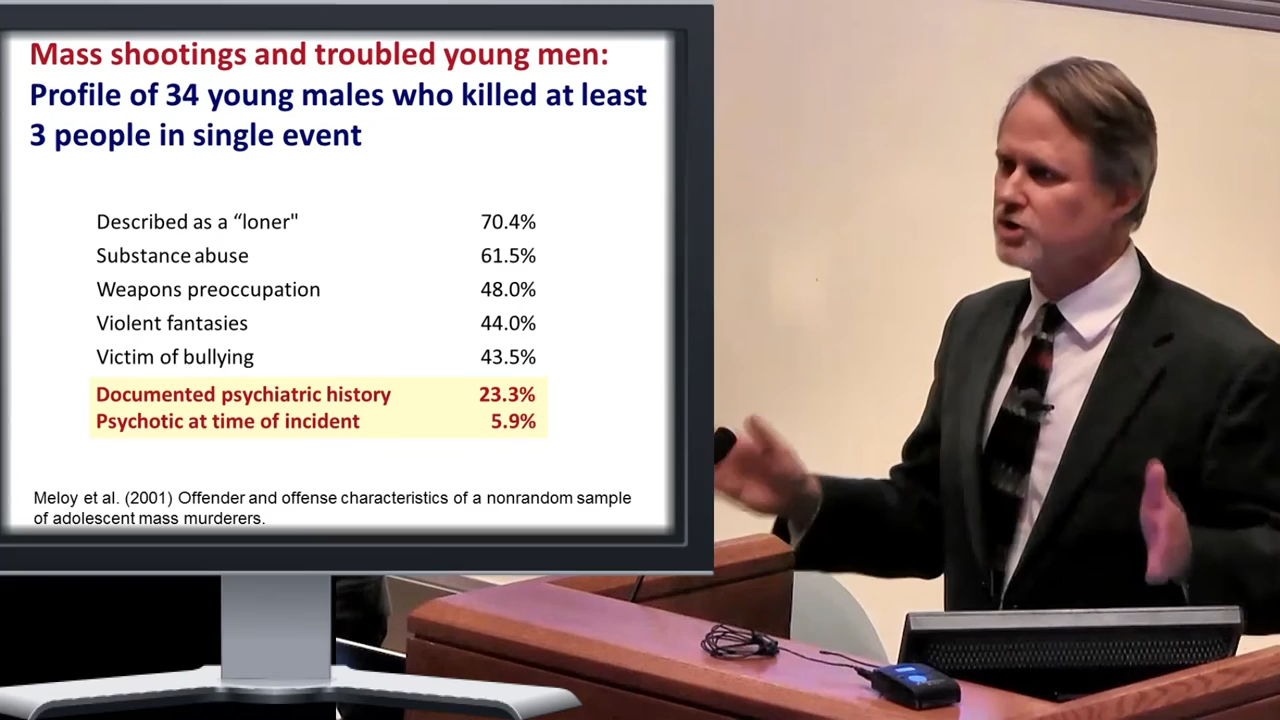 Mass shootings and troubled young men:
Profile of 34 young males who killed at least
3 people in single event
Described as a “loner" 70.4%
Substance abuse 61.5%
Weapons preoccupation 48.0%
Violent fantasies 44.0%
Victim of bullying 43.5%
Documented psychiatric history 23.3%
Psychotic at time of incident 5.9%
Meloy et al. (2001) Offender and offense characteristics of a nonrandom sample
of adolescent mass murderers.